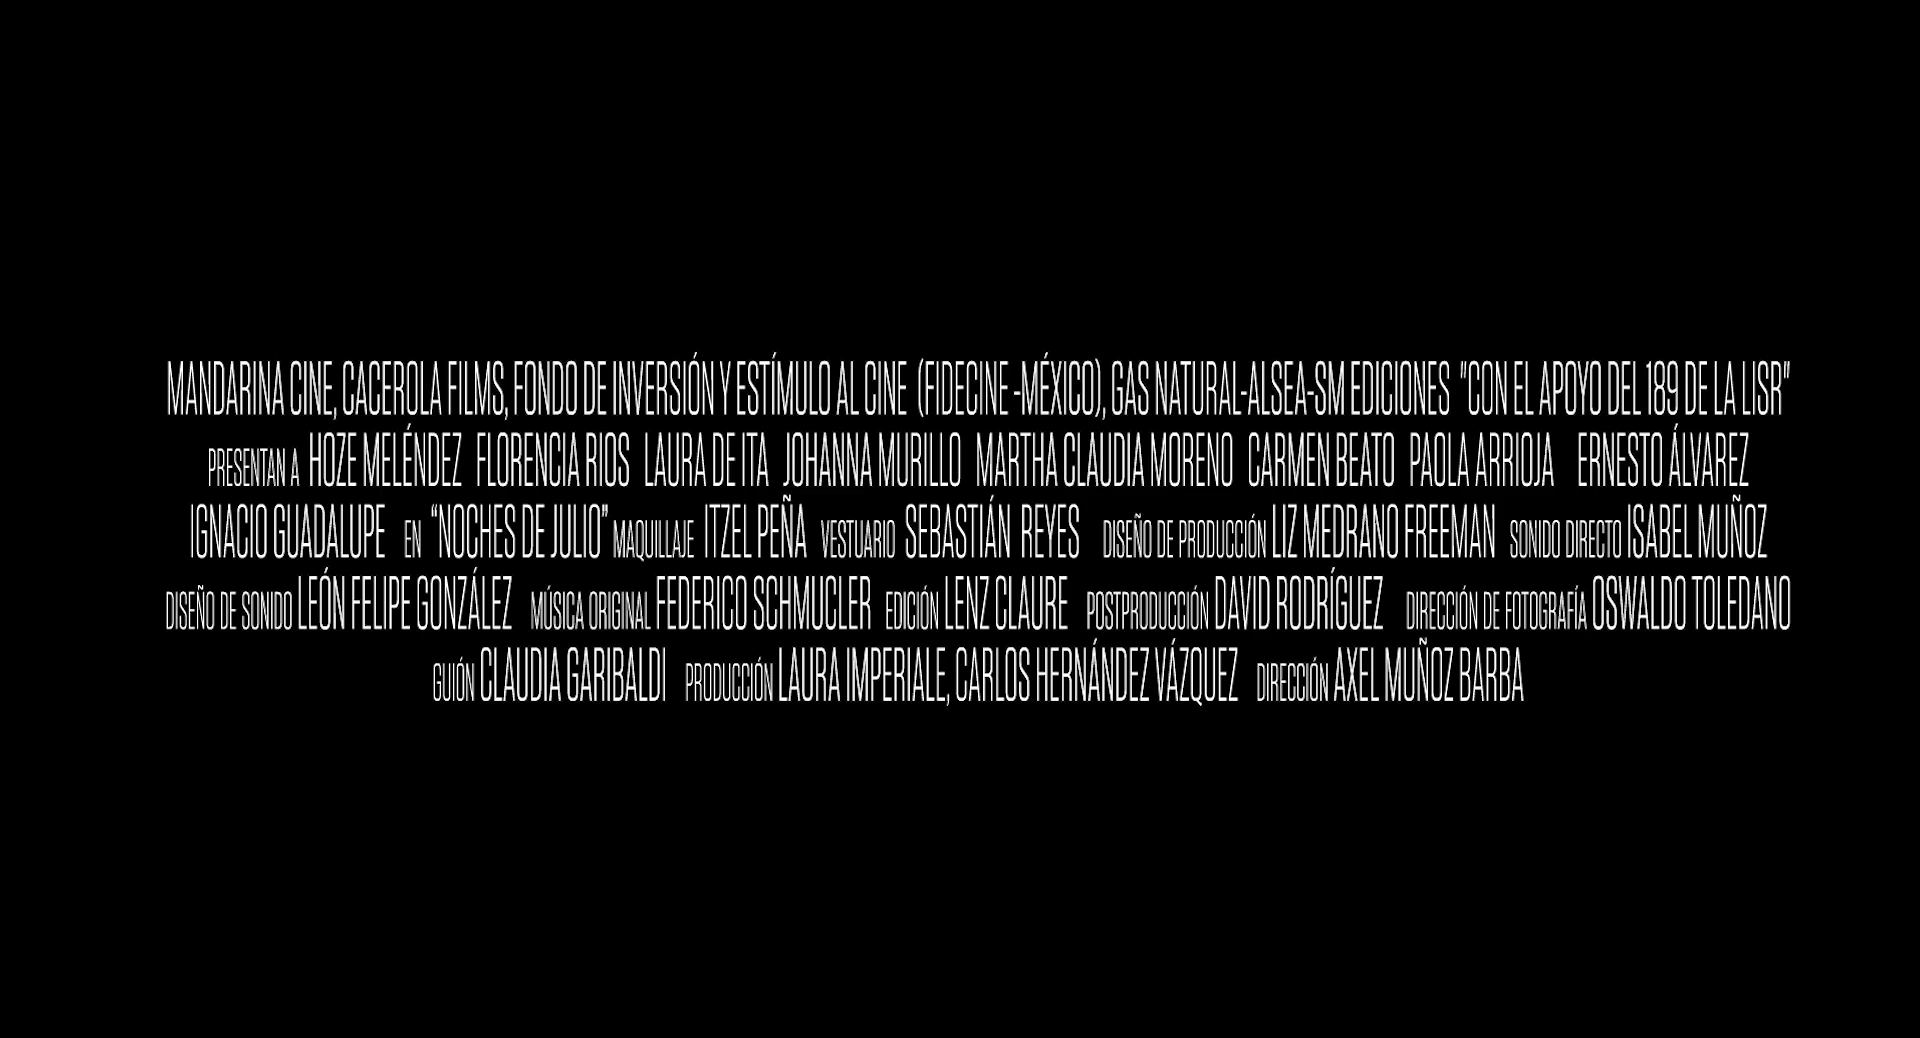 MANDARINA CINE, CACEROLA FILMS, FONDO DE INVERSIÓN Y ESTÍMULO AL CINE (FIDECINE -MÉXICO), GAS NATURAL-ALSEA-SM EDICIONES "CON EL APOYO DEL 189 DE LA LISR"
PRESENTAN A HOZE MELÉNDEZ FLORENCIA RIOS LAURA DE ITA JOHANNA MURILLO MARTHA CLAUDIA MORENO CARMEN BEATO PAOLA ARRIOJA ERNESTO ÁLVAREZ
IGNACIO GUADALUPE EN “NOCHES DE JULIO” MAQUILLAJE ITZEL PEÑA VESTUARIO SEBASTIÁN REYES DISEÑO DE PRODUCCIÓN LIZ MEDRANO FREEMAN SONIDO DIRECTO ISABEL MUÑOZ
DISEÑO DE SONIDO LEÓN FELIPE GONZÁLEZ MÚSICA ORIGINAL FEDERICO SCHMUCLER EDICIÓN LENZ CLAURE POSTPRODUCCIÓN DAVID RODRÍGUEZ DIRECCIÓN DE FOTOGRAFÍA OSWALDO TOLEDANO
GUIÓN CLAUDIA GARIBALDI PRODUCCIÓN LAURA IMPERIALE, CARLOS HERNÁNDEZ VÁZQUEZ DIRECCIÓN AXEL MUÑOZ BARBA